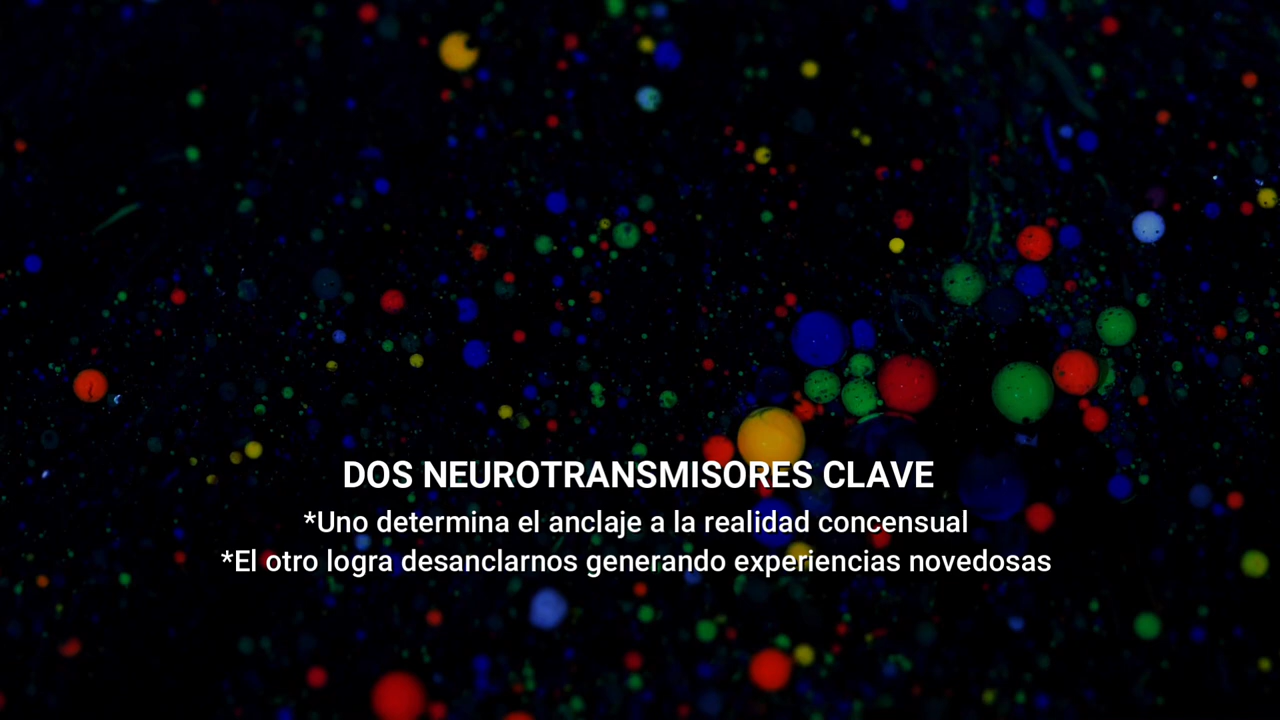 DOS NEUROTRANSMISORES CLAVE
*Uno determina el anclaje a la realidad concensual
*El otro logra desanclarnos generando experiencias novedosas